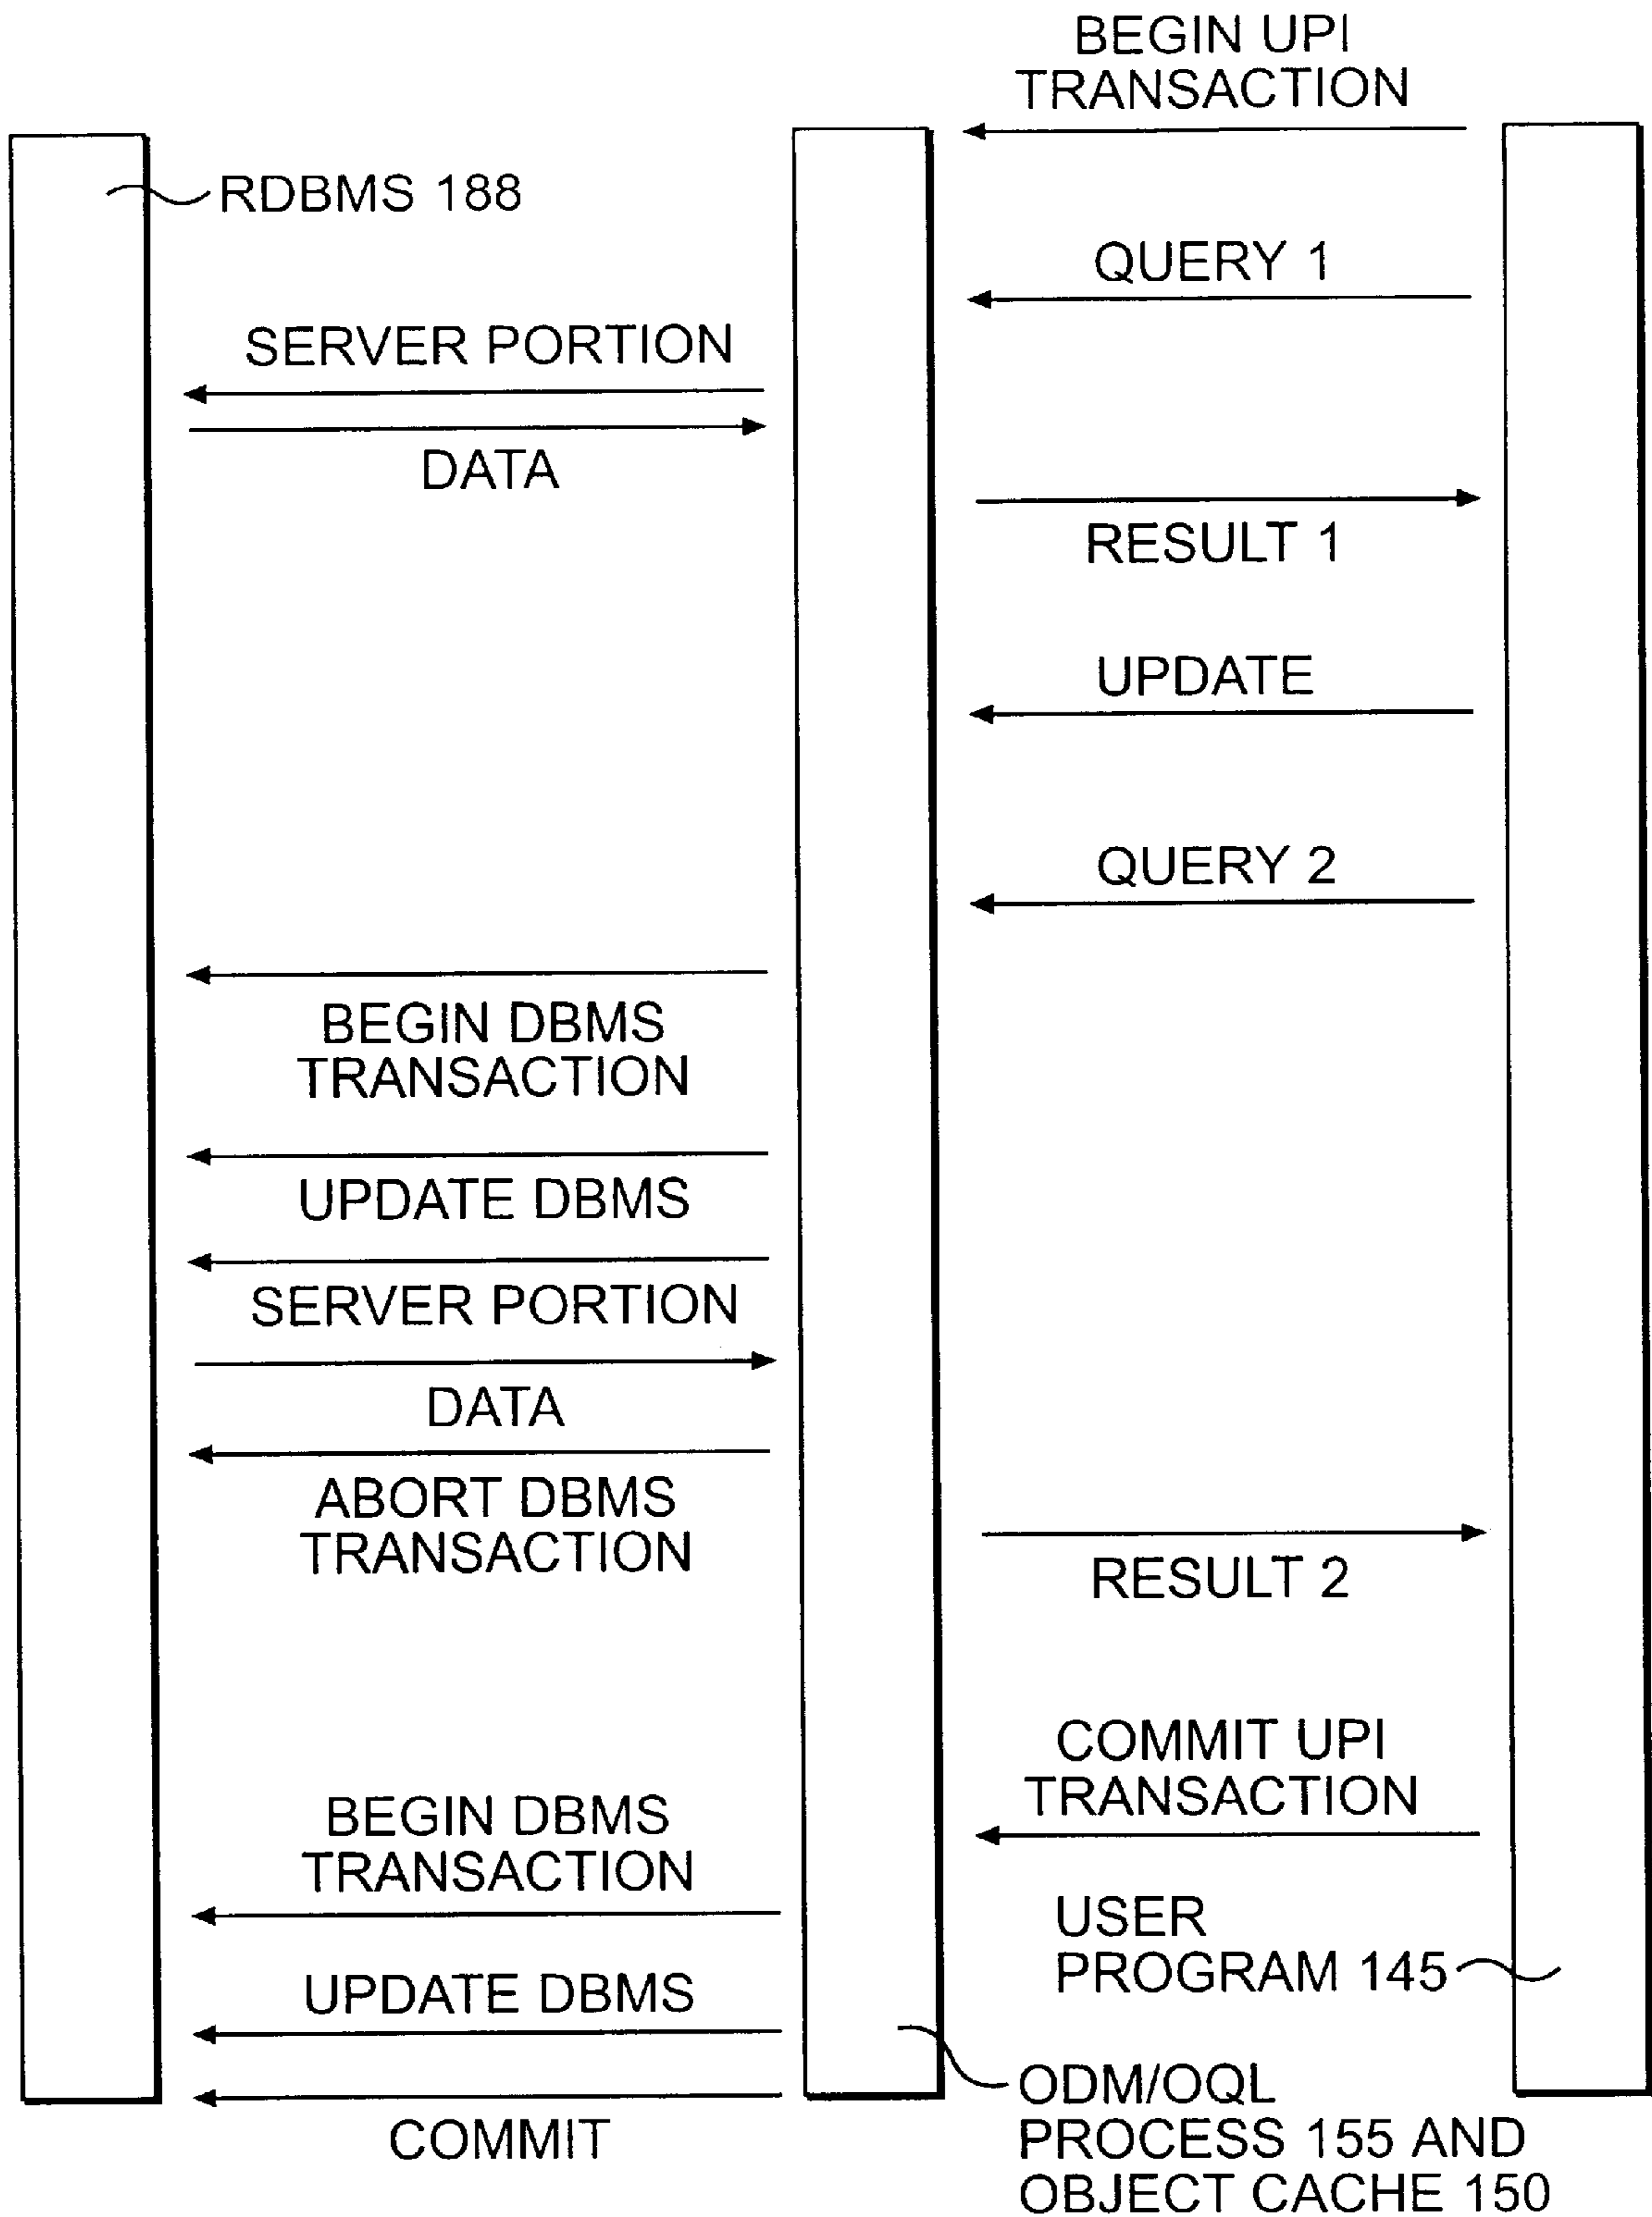 BEGIN UPI
TRANSACTION
RDBMS 188
QUERY 1
SERVER PORTION
DATA
RESULT 1
UPDATE
QUERY 2
BEGIN DBMS
TRANSACTION
UPDATE DBMS
SERVER PORTION
DATA
ABORT DBMS
TRANSACTION
RESULT 2
COMMIT UPI
TRANSACTION
BEGIN DBMS
TRANSACTION
USER
PROGRAM 145
UPDATE DBMS
ODM/OQL
PROCESS 155 AND
OBJECT CACHE 150
COMMIT